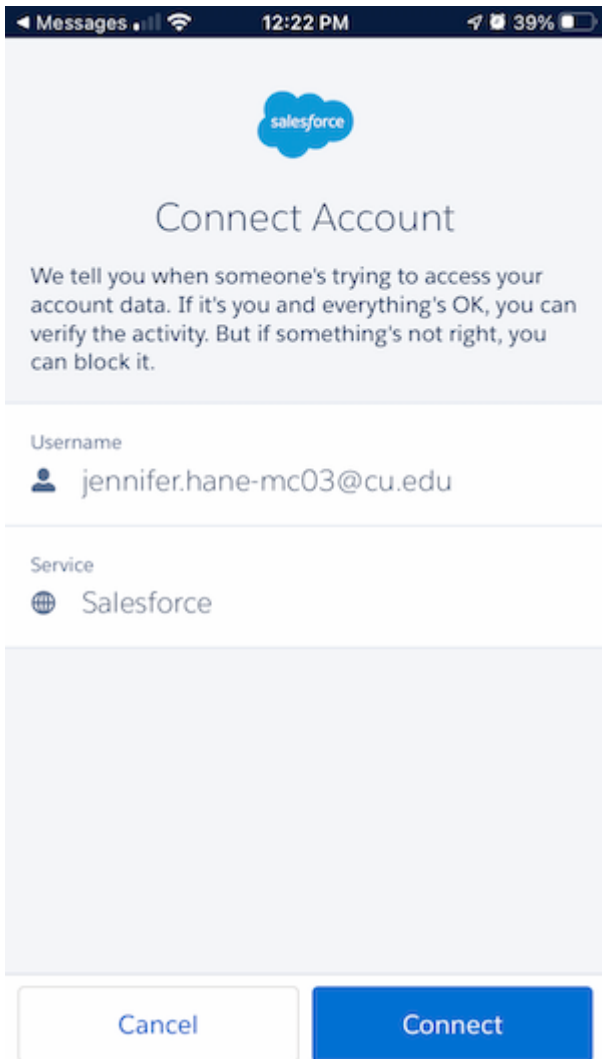 Messages 12:22 PM 39%
salesforce
Connect Account
We tell you when someone's trying to access your
account data. If it's you and everything's OK, you can
verify the activity. But if something's not right, you
can block it.
Username
jennifer.hane-mc03@cu.edu
Service
Salesforce
Cancel Connect